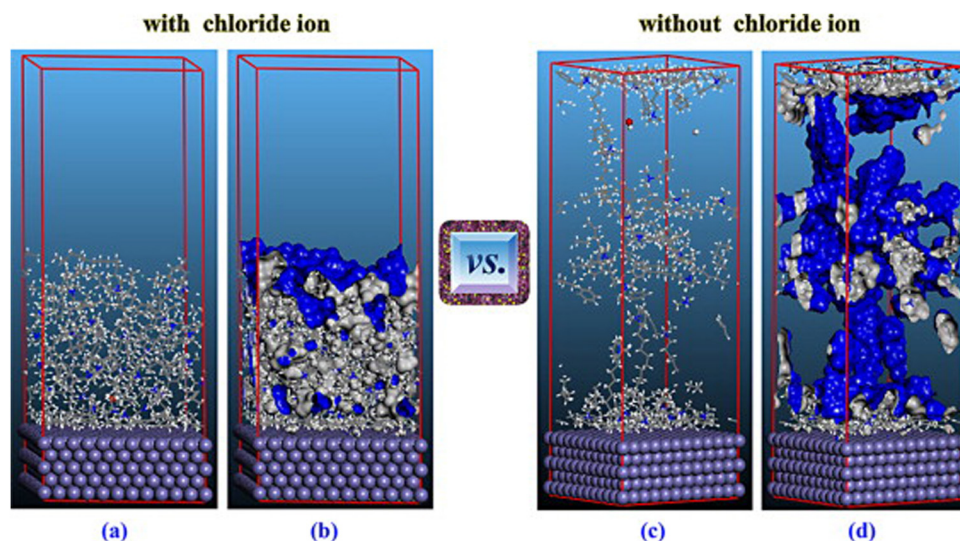 with chloride ion
without chloride ion
vs.
(a)
(b)
(c)
(d)